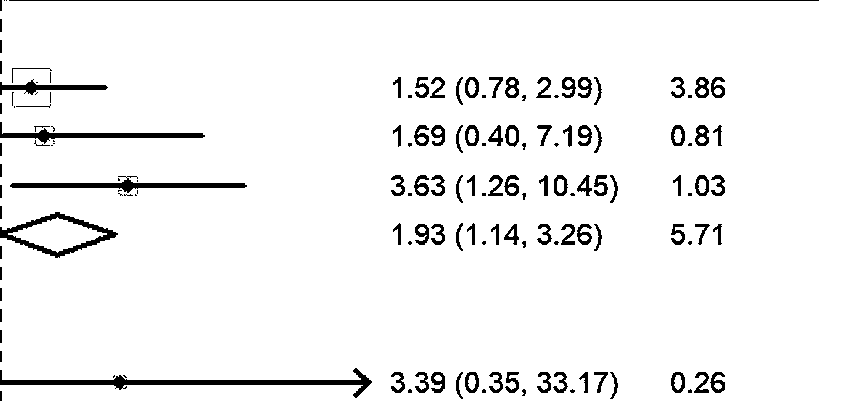 1.52 (0.78, 2.99) 3.86
1.69 (0.40, 7.19) 0.81
3.63 (1.26, 10.45) 1.03
1.93 (1.14, 3.26) 5.71
3.39 (0.35, 33.17) 0.26